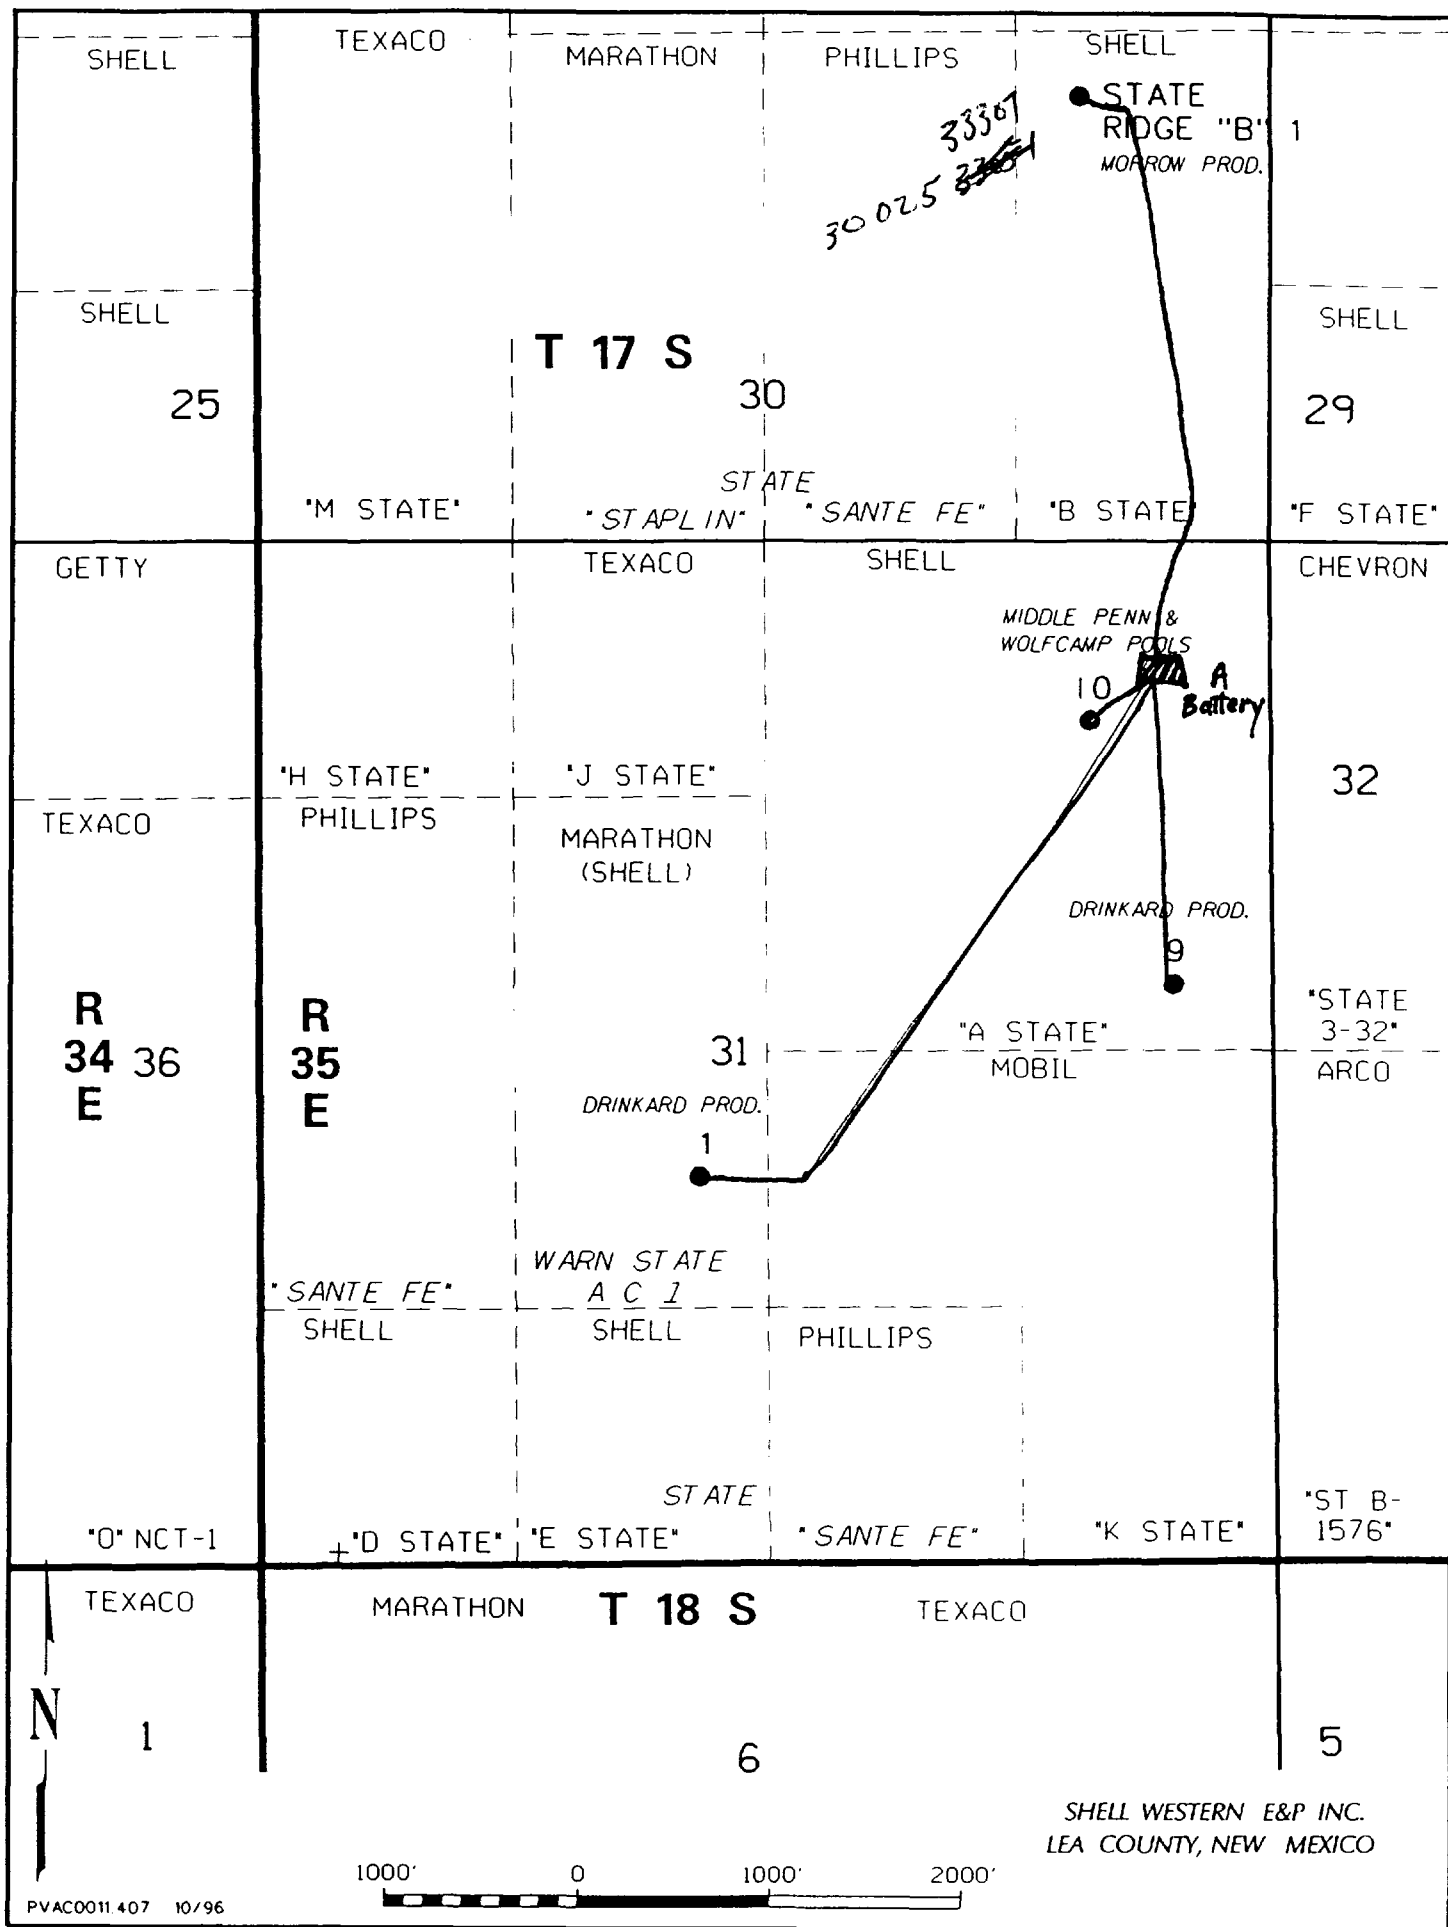 SHELL
TEXACO
MARATHON
PHILLIPS
SHELL
STATE
RIDGE "B" 1
MORROW PROD.
33307
30 025
SHELL
SHELL
T 17 S
25
30
29
"M STATE"
STATE
"STAPLIN"
"SANTE FE"
"B STATE
"F STATE"
GETTY
TEXACO
SHELL
CHEVRON
MIDDLE PENN &
WOLFCAMP POOLS
10
A
Battery
"H STATE"
"J STATE"
32
TEXACO
PHILLIPS
MARATHON
(SHELL)
DRINKARD PROD.
9
R
34
E
36
R
35
E
31
"A STATE"
MOBIL
"STATE
3-32"
ARCO
DRINKARD PROD.
1
WARN STATE
A C 1
"SANTE FE"
SHELL
SHELL
PHILLIPS
STATE
"O" NCT-1
"D STATE"
"E STATE"
"SANTE FE"
"K STATE"
"ST B-
1576"
TEXACO
MARATHON
T 18 S
TEXACO
N
1
6
5
SHELL WESTERN E&P INC.
LEA COUNTY, NEW MEXICO
1000' 0 1000' 2000'
PVAC0011.407 10/96